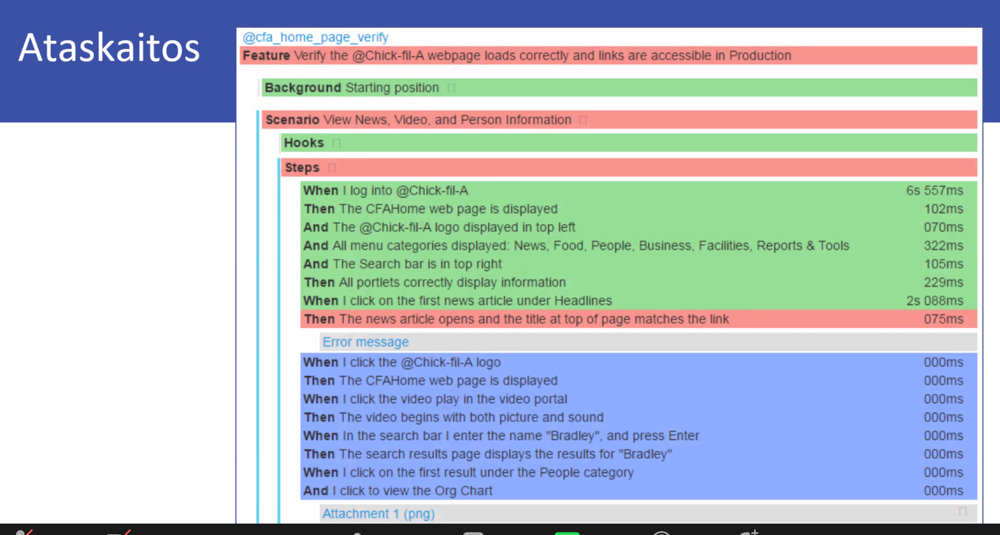 Ataskaitos
@cfa_home_page_verify
Feature Verify the @Chick-fil-A webpage loads correctly and links are accessible in Production
Background Starting position
Scenario View News, Video, and Person Information
Hooks
Steps
When I log into @Chick-fil-A 6s 557ms
Then The CFAHome web page is displayed 102ms
And The @Chick-fil-A logo displayed in top left 070ms
And All menu categories displayed: News, Food, People, Business, Facilities, Reports & Tools 322ms
And The Search bar is in top right 105ms
Then All portlets correctly display information 229ms
When I click on the first news article under Headlines 2s 088ms
Then The news article opens and the title at top of page matches the link 075ms
Error message
When I click the @Chick-fil-A logo 000ms
Then The CFAHome web page is displayed 000ms
When I click the video play in the video portal 000ms
Then The video begins with both picture and sound 000ms
When In the search bar I enter the name "Bradley", and press Enter 000ms
Then The search results page displays the results for "Bradley" 000ms
When I click on the first result under the People category 000ms
And I click to view the Org Chart 000ms
Attachment 1 (png)